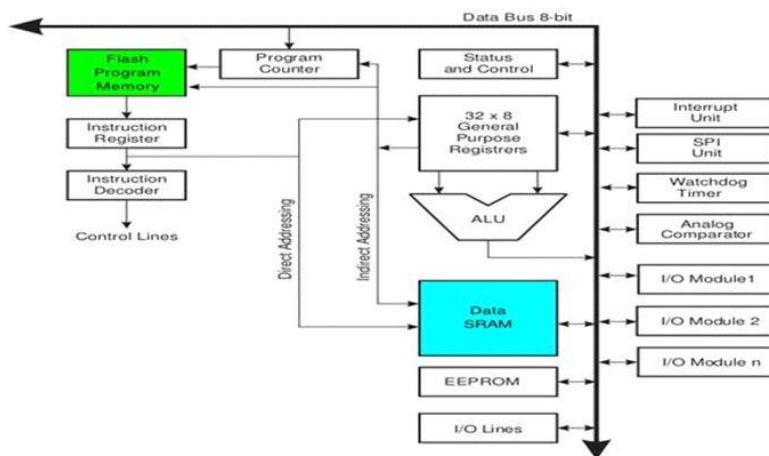 Data Bus 8-bit
Flash
Program
Memory
Program
Counter
Status
and Control
32 x 8
General
Purpose
Registrers
Interrupt
Unit
Instruction
Register
SPI
Unit
Instruction
Decoder
Watchdog
Timer
ALU
Analog
Comparator
Control Lines
Direct Addressing
Indirect Addressing
I/O Module1
Data
SRAM
I/O Module 2
I/O Module n
EEPROM
I/O Lines